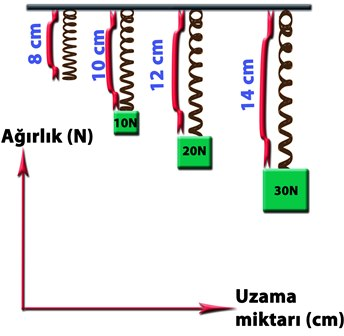 8 cm
10 cm
12 cm
14 cm
10N
20N
30N
Ağırlık (N)
Uzama
miktarı (cm)